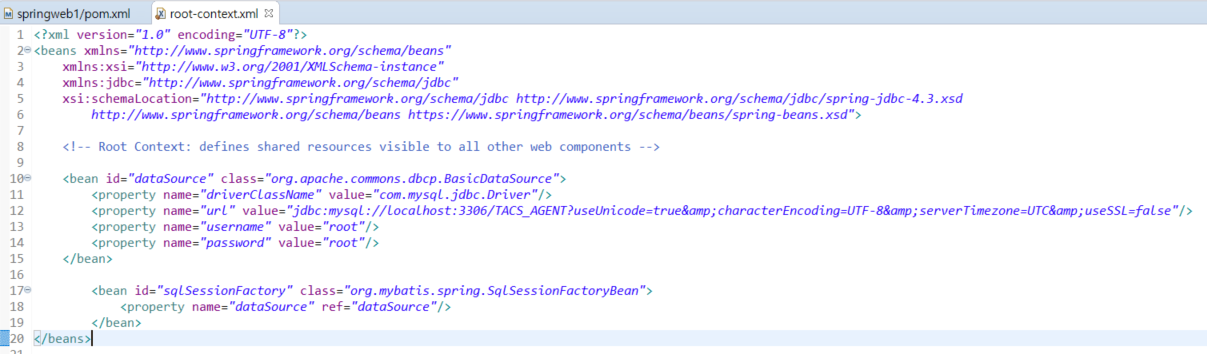 springweb1/pom.xml root-context.xml
1 <?xml version="1.0" encoding="UTF-8"?>
2 <beans xmlns="http://www.springframework.org/schema/beans"
3 xmlns:xsi="http://www.w3.org/2001/XMLSchema-instance"
4 xmlns:jdbc="http://www.springframework.org/schema/jdbc"
5 xsi:schemaLocation="http://www.springframework.org/schema/jdbc http://www.springframework.org/schema/jdbc/spring-jdbc-4.3.xsd
6 http://www.springframework.org/schema/beans https://www.springframework.org/schema/beans/spring-beans.xsd">
7
8 <!-- Root Context: defines shared resources visible to all other web components -->
9
10 <bean id="dataSource" class="org.apache.commons.dbcp.BasicDataSource">
11 <property name="driverClassName" value="com.mysql.jdbc.Driver"/>
12 <property name="url" value="jdbc:mysql://localhost:3306/TACS_AGENT?useUnicode=true&amp;characterEncoding=UTF-8&amp;serverTimezone=UTC&amp;useSSL=false"/>
13 <property name="username" value="root"/>
14 <property name="password" value="root"/>
15 </bean>
16
17 <bean id="sqlSessionFactory" class="org.mybatis.spring.SqlSessionFactoryBean">
18 <property name="dataSource" ref="dataSource"/>
19 </bean>
20 </beans>
21